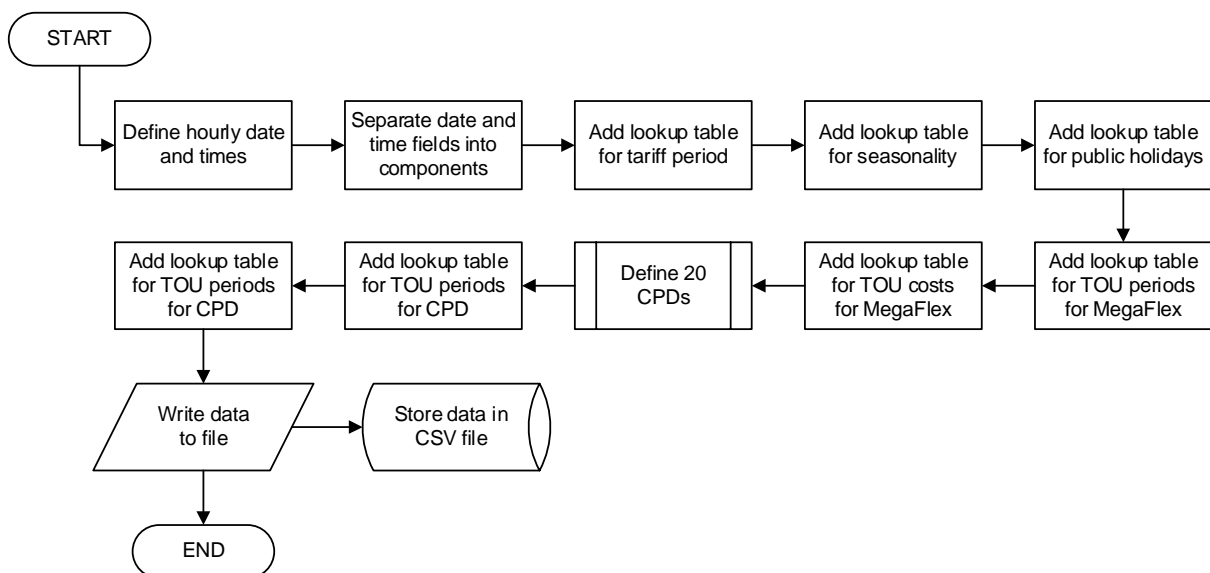 START
Define hourly date
and times
Separate date and
time fields into
components
Add lookup table
for tariff period
Add lookup table
for seasonality
Add lookup table
for public holidays
Add lookup table
for TOU periods
for MegaFlex
Add lookup table
for TOU costs
for MegaFlex
Define 20
CPDs
Add lookup table
for TOU periods
for CPD
Add lookup table
for TOU periods
for CPD
Write data
to file
Store data in
CSV file
END